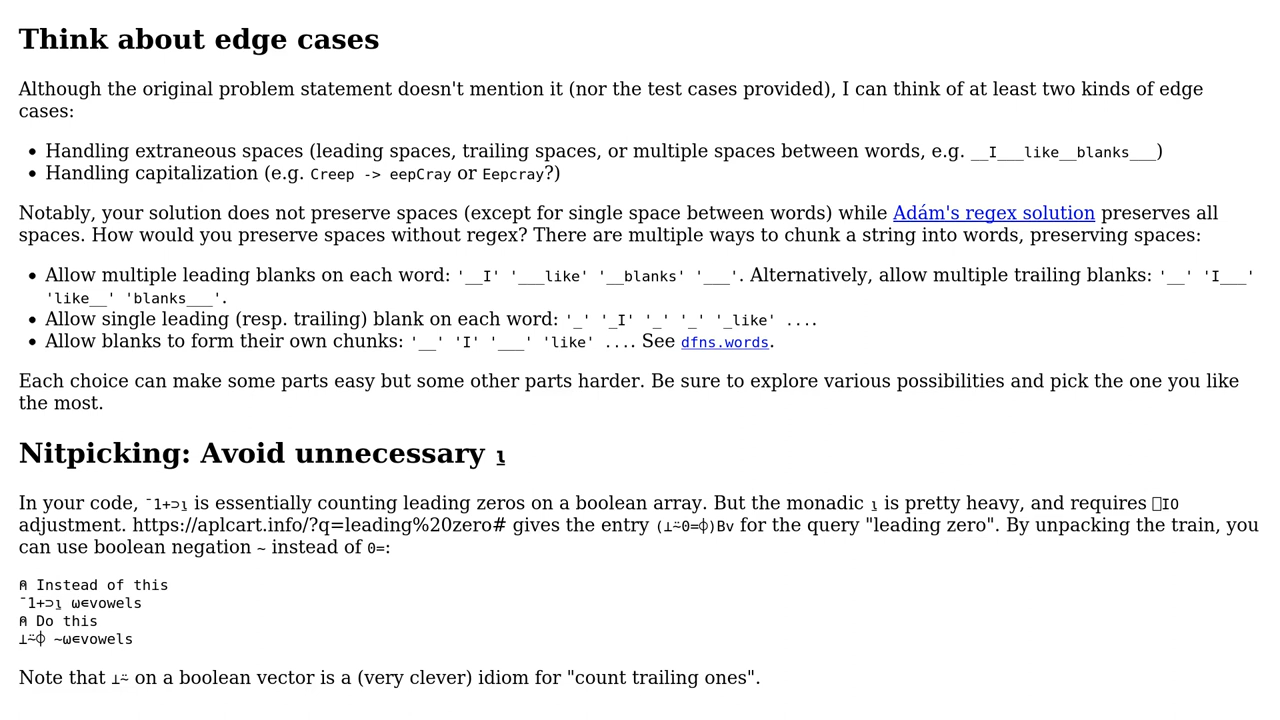 Think about edge cases
Although the original problem statement doesn't mention it (nor the test cases provided), I can think of at least two kinds of edge
cases:
• Handling extraneous spaces (leading spaces, trailing spaces, or multiple spaces between words, e.g. __I___like__blanks___)
• Handling capitalization (e.g. Creep -> eepCray or Eepcray?)
Notably, your solution does not preserve spaces (except for single space between words) while Adám's regex solution preserves all
spaces. How would you preserve spaces without regex? There are multiple ways to chunk a string into words, preserving spaces:
• Allow multiple leading blanks on each word: '__I' '___like' '__blanks' '___'. Alternatively, allow multiple trailing blanks: '__' 'I___'
'like__' 'blanks___'.
• Allow single leading (resp. trailing) blank on each word: '_' '_I' '_' '_' '_like' ....
• Allow blanks to form their own chunks: '__' 'I' '___' 'like' .... See dfns.words.
Each choice can make some parts easy but some other parts harder. Be sure to explore various possibilities and pick the one you like
the most.
Nitpicking: Avoid unnecessary ⍸
In your code, ¯1+⊃⍸ is essentially counting leading zeros on a boolean array. But the monadic ⍸ is pretty heavy, and requires ⎕IO
adjustment. https://aplcart.info/?q=leading%20zero# gives the entry (⊥⍨0=⌽)Bv for the query "leading zero". By unpacking the train, you
can use boolean negation ~ instead of 0=:
⍝ Instead of this
¯1+⊃⍸ ⍵∊vowels
⍝ Do this
⊥⍨⌽ ~⍵∊vowels
Note that ⊥⍨ on a boolean vector is a (very clever) idiom for "count trailing ones".